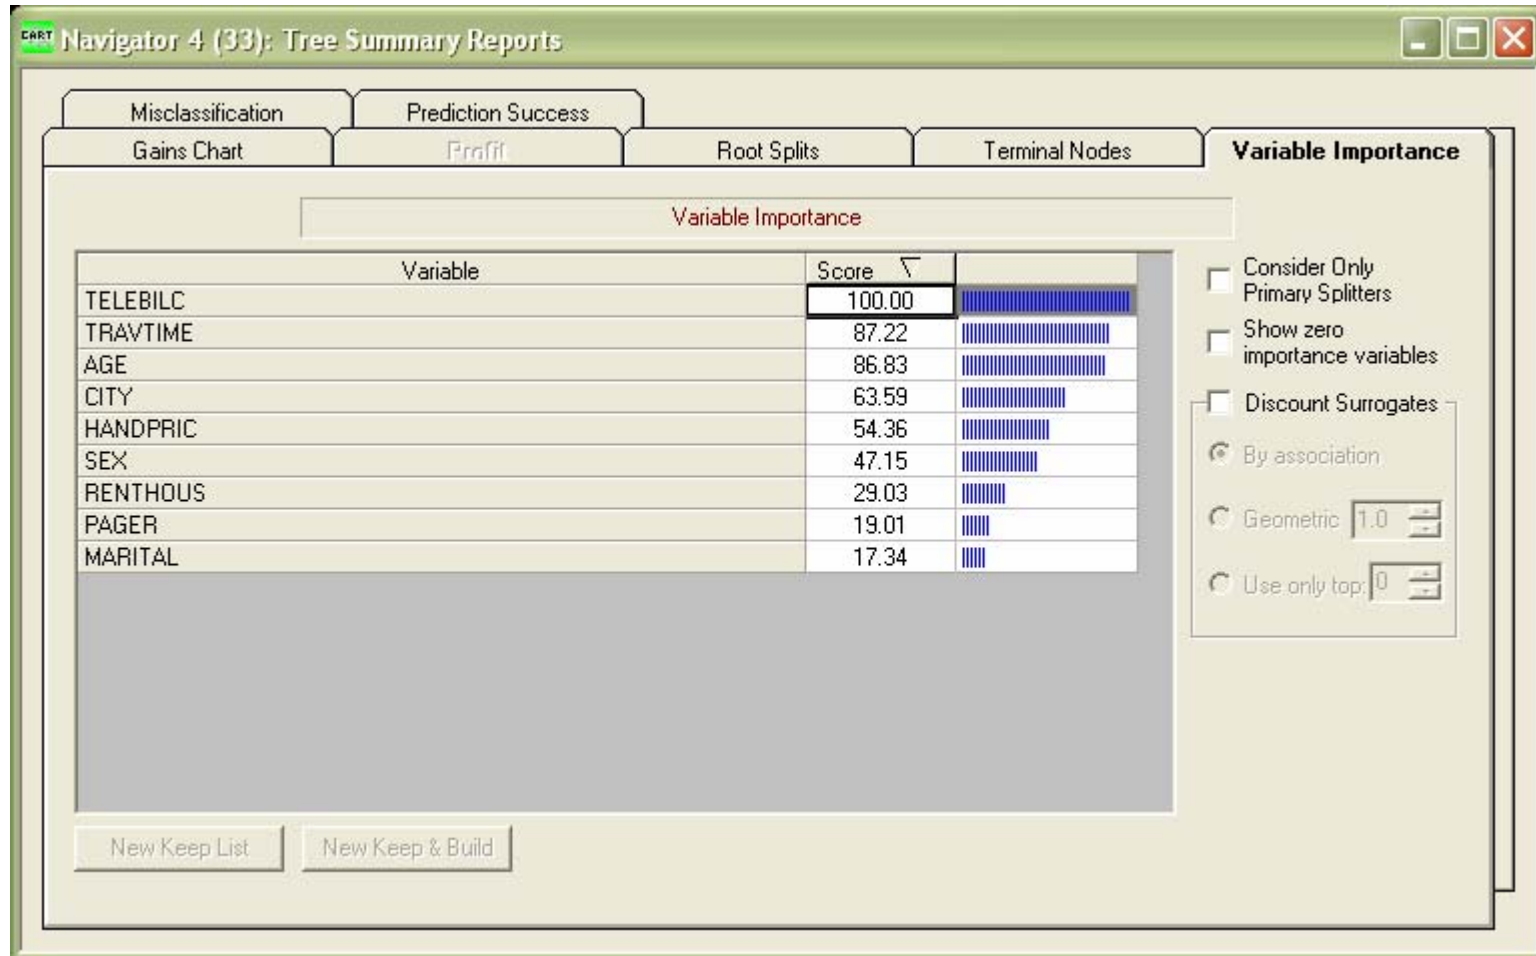 CART Navigator 4 (33): Tree Summary Reports
Misclassification Prediction Success
Gains Chart Profit Root Splits Terminal Nodes Variable Importance
Variable Importance
Variable Score
TELEBILC 100.00
TRAVTIME 87.22
AGE 86.83
CITY 63.59
HANDPRIC 54.36
SEX 47.15
RENTHOUS 29.03
PAGER 19.01
MARITAL 17.34
Consider Only
Primary Splitters
Show zero
importance variables
Discount Surrogates
By association
Geometric 1.0
Use only top: 0
New Keep List New Keep & Build